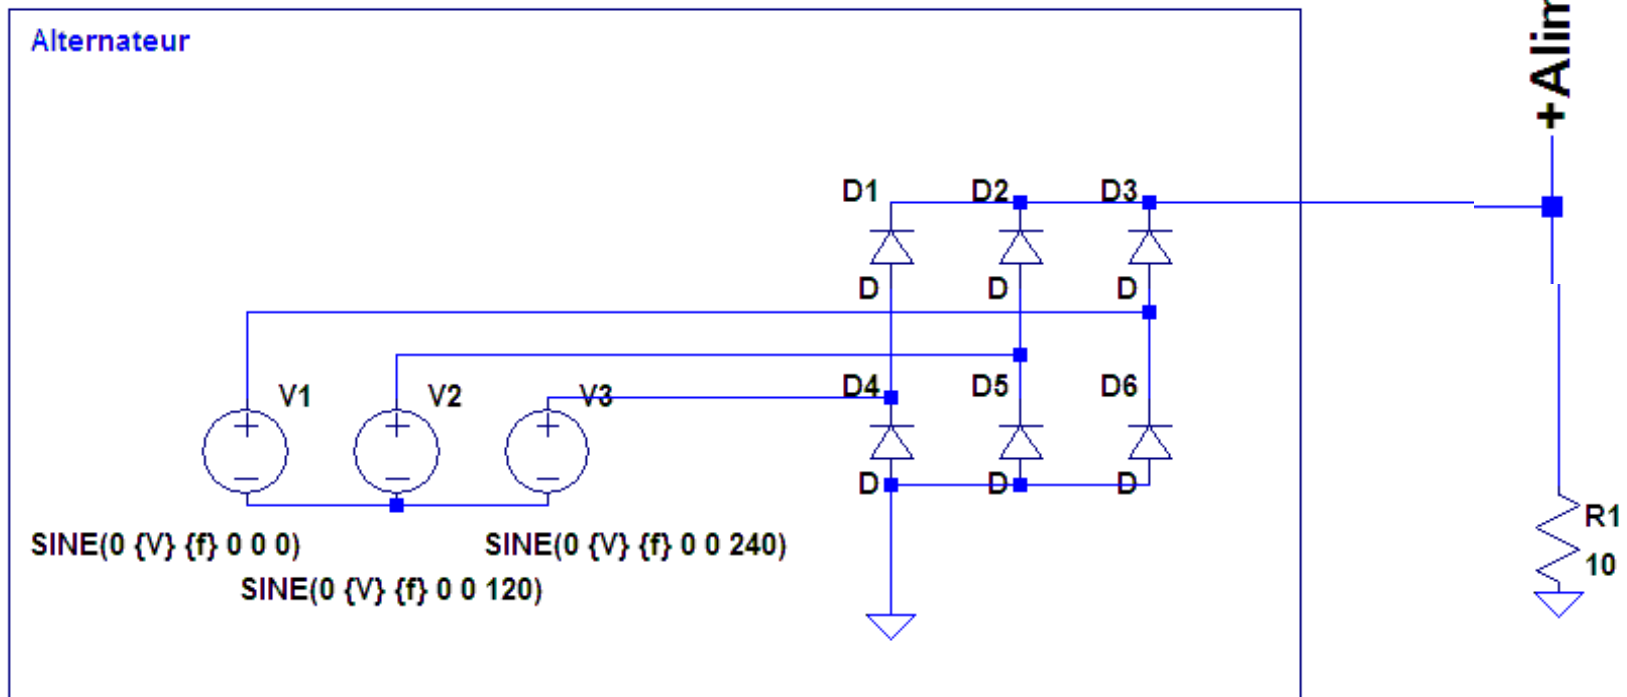 Alternateur
+Alim
D1
D2
D3
D
D
D
V1
V2
V3
D4
D5
D6
D
D
D
SINE(0 {V} {f} 0 0 0)
SINE(0 {V} {f} 0 0 240)
SINE(0 {V} {f} 0 0 120)
R1
10